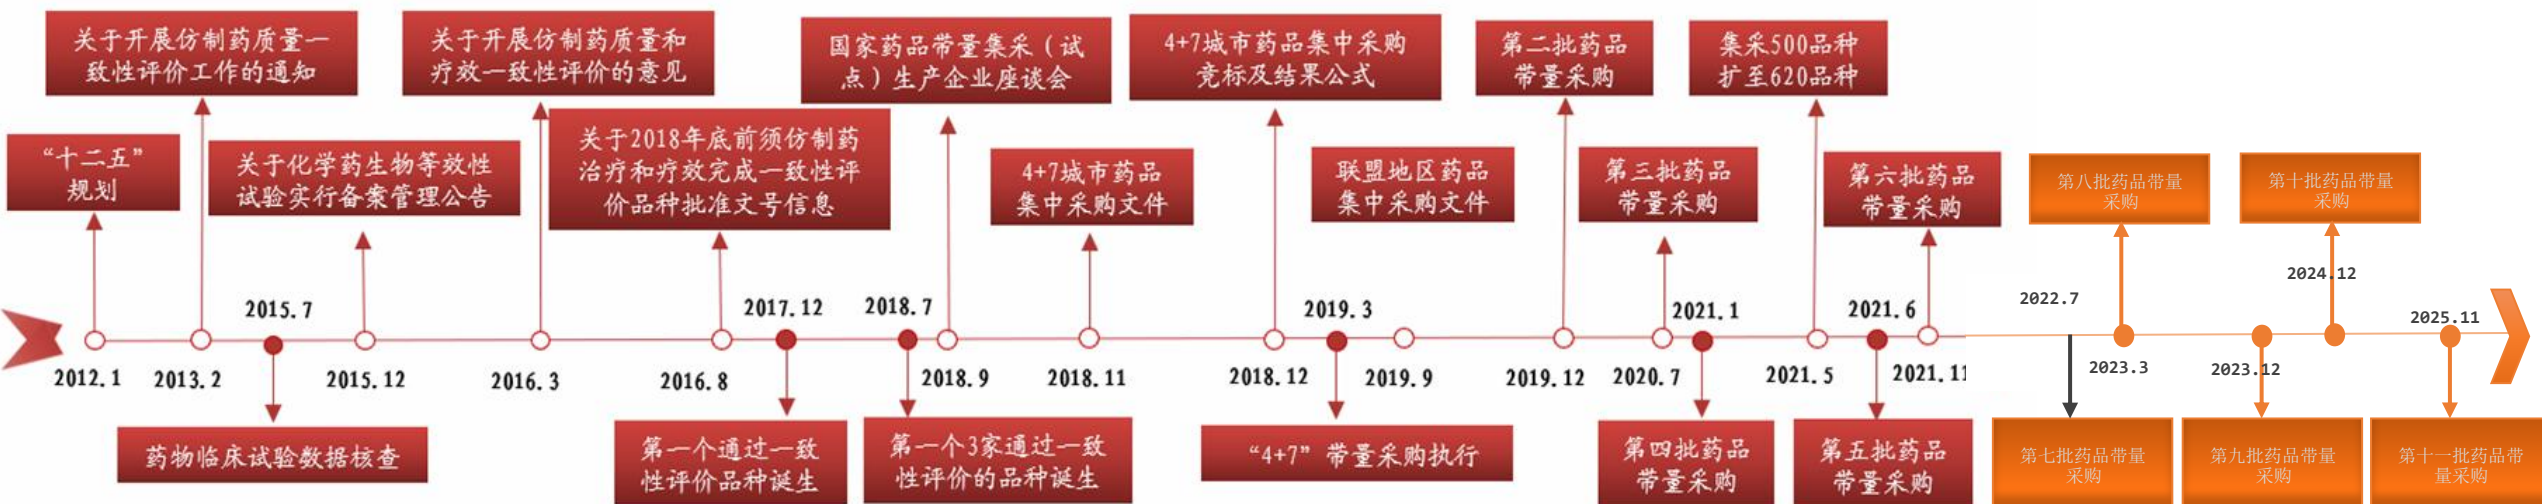 关于开展仿制药质量一
致性评价工作的通知
关于开展仿制药质量和
疗效一致性评价的意见
国家药品带量集采（试
点）生产企业座谈会
4+7城市药品集中采购
竞标及结果公式
第二批药品
带量采购
集采500品种
扩至620品种
“十二五”
规划
关于化学药生物等效性
试验实行备案管理公告
关于2018年底前须仿制药
治疗和疗效完成一致性评
价品种批准文号信息
4+7城市药品
集中采购文件
联盟地区药品
集中采购文件
第三批药品
带量采购
第六批药品
带量采购
第八批药品带量
采购
第十批药品带量
采购
2015.7
2017.12
2018.7
2019.3
2021.1
2021.6
2022.7
2024.12
2025.11
2012.1
2013.2
2015.12
2016.3
2016.8
2018.9
2018.11
2018.12
2019.9
2019.12
2020.7
2021.5
2021.11
2023.3
2023.12
药物临床试验数据核查
第一个通过一致
性评价品种诞生
第一个3家通过一致
性评价的品种诞生
“4+7”带量采购执行
第四批药品
带量采购
第五批药品
带量采购
第七批药品带量
采购
第九批药品带量
采购
第十一批药品带
量采购